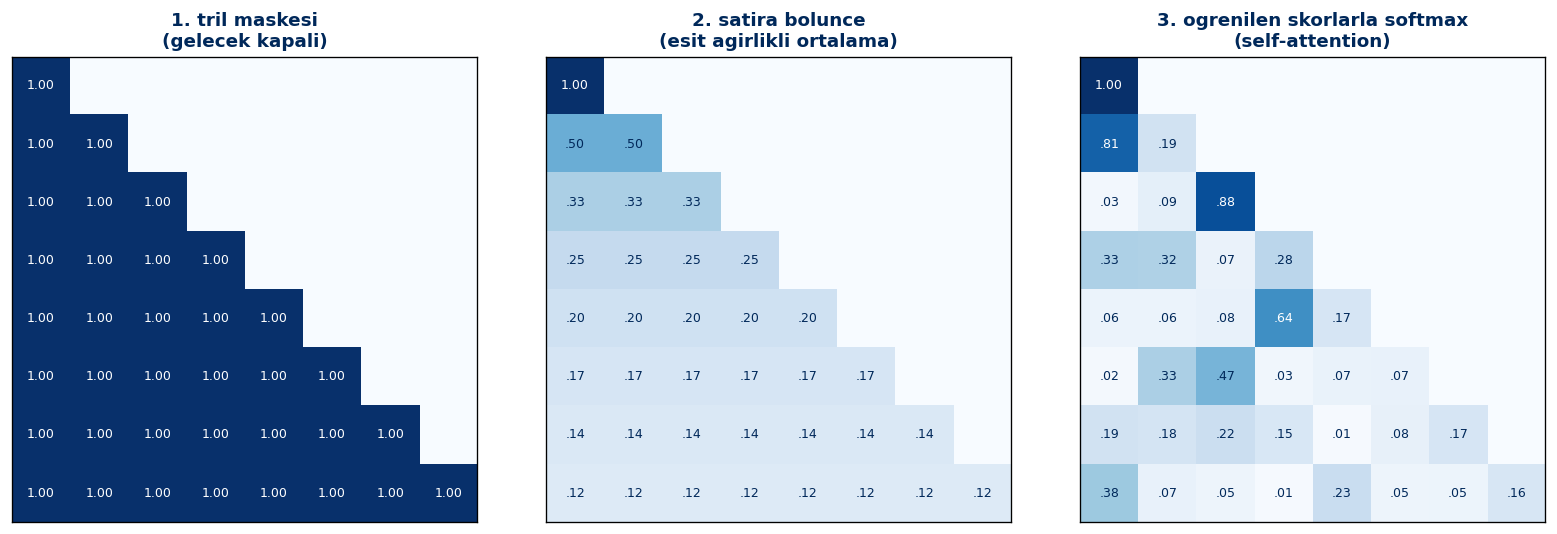 1. tril maskesi
(gelecek kapali)
1.00
1.00 1.00
1.00 1.00 1.00
1.00 1.00 1.00 1.00
1.00 1.00 1.00 1.00 1.00
1.00 1.00 1.00 1.00 1.00 1.00
1.00 1.00 1.00 1.00 1.00 1.00 1.00
1.00 1.00 1.00 1.00 1.00 1.00 1.00 1.00
2. satira bolunce
(esit agirlikli ortalama)
1.00
.50 .50
.33 .33 .33
.25 .25 .25 .25
.20 .20 .20 .20 .20
.17 .17 .17 .17 .17 .17
.14 .14 .14 .14 .14 .14 .14
.12 .12 .12 .12 .12 .12 .12 .12
3. ogrenilen skorlarla softmax
(self-attention)
1.00
.81 .19
.03 .09 .88
.33 .32 .07 .28
.06 .06 .08 .64 .17
.02 .33 .47 .03 .07 .07
.19 .18 .22 .15 .01 .08 .17
.38 .07 .05 .01 .23 .05 .05 .16